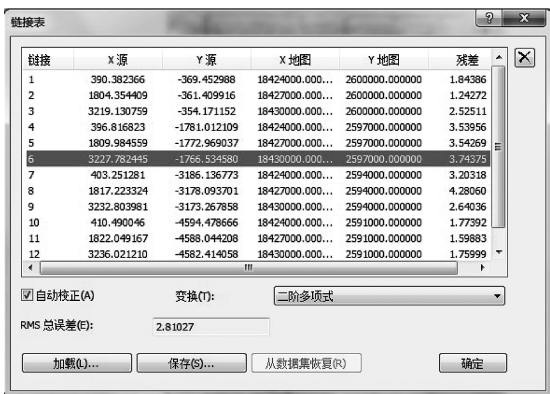 链接表
链接 X 源 Y 源 X 地图 Y 地图 残差
1 390.382366 -369.452988 18424000.000... 2600000.000000 1.84386
2 1804.354409 -361.409916 18427000.000... 2600000.000000 1.24272
3 3219.130759 -354.171152 18430000.000... 2600000.000000 2.52511
4 396.816823 -1781.012109 18424000.000... 2597000.000000 3.53956
5 1809.984559 -1772.969037 18427000.000... 2597000.000000 3.54269
6 3227.782445 -1766.534580 18430000.000... 2597000.000000 3.74375
7 403.251281 -3186.136773 18424000.000... 2594000.000000 3.20318
8 1817.223324 -3178.093701 18427000.000... 2594000.000000 4.28060
9 3232.803981 -3173.267858 18430000.000... 2594000.000000 2.64036
10 410.490046 -4594.478666 18424000.000... 2591000.000000 1.77392
11 1822.049167 -4588.044208 18427000.000... 2591000.000000 1.59883
12 3236.021210 -4582.414058 18430000.000... 2591000.000000 1.75999
自动校正(A) 变换(T): 二阶多项式
RMS 总误差(E): 2.81027
加载(L)... 保存(S)... 从数据集恢复(R) 确定